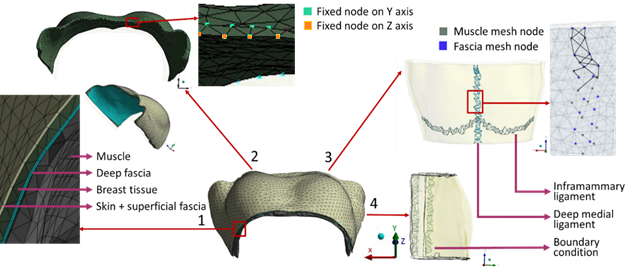 Fixed node on Y axis
Fixed node on Z axis
Muscle mesh node
Fascia mesh node
Muscle
Deep fascia
Breast tissue
Skin + superficial fascia
1
2
3
4
Y
Z
X
Inframammary
ligament
Deep medial
ligament
Boundary
condition